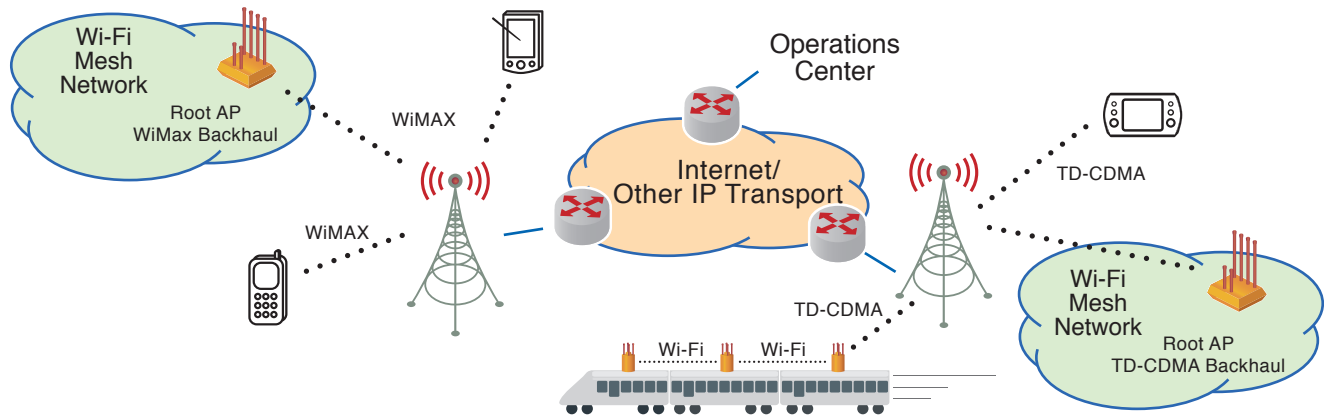 Wi-Fi
Mesh
Network
Root AP
WiMax Backhaul
WiMAX
WiMAX
Operations
Center
Internet/
Other IP Transport
TD-CDMA
TD-CDMA
Wi-Fi
Wi-Fi
Wi-Fi
Mesh
Network
Root AP
TD-CDMA Backhaul